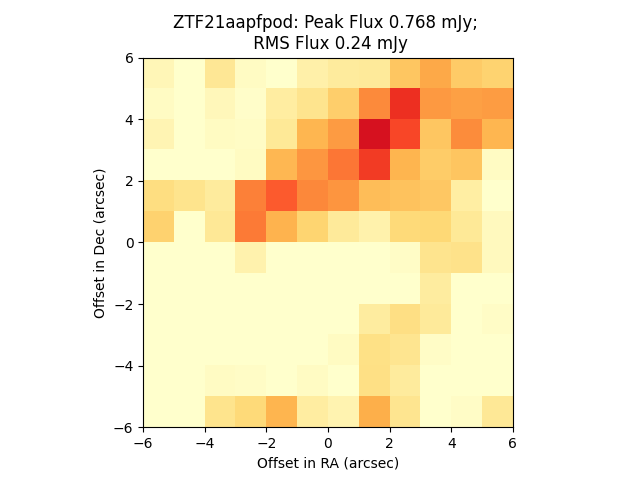 ZTF21aapfpod: Peak Flux 0.768 mJy;
RMS Flux 0.24 mJy
6
4
2
0
−2
−4
−6
Offset in Dec (arcsec)
−6 −4 −2 0 2 4 6
Offset in RA (arcsec)